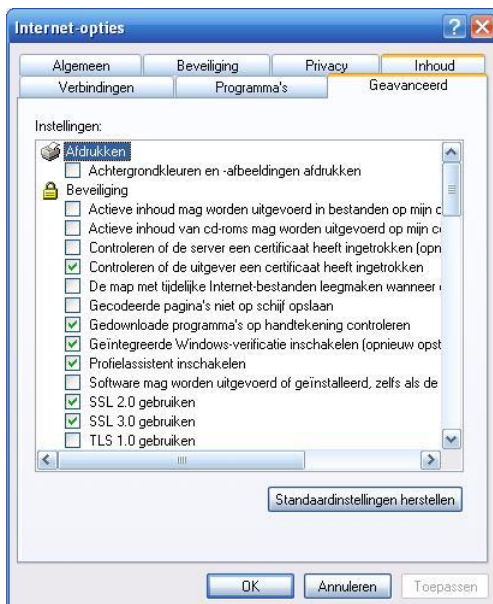 Internet-opties
Algemeen
Beveiliging
Privacy
Inhoud
Verbindingen
Programma's
Geavanceerd
Instellingen:
Afdrukken
Achtergrondkleuren en -afbeeldingen afdrukken
Beveiliging
Actieve inhoud mag worden uitgevoerd in bestanden op mijn c
Actieve inhoud van cd-roms mag worden uitgevoerd op mijn co
Controleren of de server een certificaat heeft ingetrokken (opn
Controleren of de uitgever een certificaat heeft ingetrokken
De map met tijdelijke Internet-bestanden leegmaken wanneer
Gecodeerde pagina's niet op schijf opslaan
Gedownloade programma's op handtekening controleren
Geïntegreerde Windows-verificatie inschakelen (opnieuw opst
Profielassistent inschakelen
Software mag worden uitgevoerd of geïnstalleerd, zelfs als de
SSL 2.0 gebruiken
SSL 3.0 gebruiken
TLS 1.0 gebruiken
Standaardinstellingen herstellen
OK
Annuleren
Toepassen